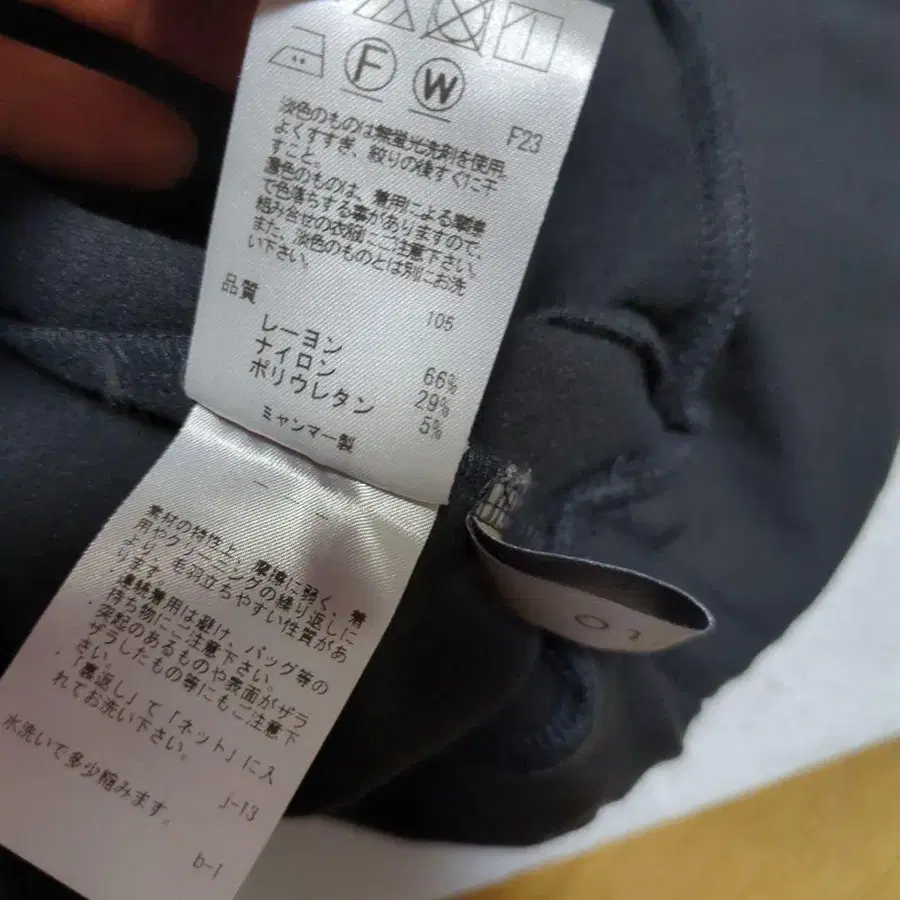 F W
F23
淡色のものは無蛍光洗剤を使用。
よくすすぎ、絞りの後すぐに干
すこと。
濃色のものは、着用による摩擦
で色落ちする事がありますので、
組み合せの衣服にご注意下さい。
また、淡色のものとは別にお洗
い下さい。
品質
105
レーヨン 66%
ナイロン 29%
ポリウレタン 5%
ミャンマー製
素材の特性上、摩擦に弱く、着
用やクリーニングの繰り返しに
より、毛羽立ちやすい性質があ
ります。
連続着用は避け、バッグ等の
持ち物にご注意下さい。
突起のあるものや表面がザラ
ザラしたもの等にもご注意下
さい。
「裏返し」て「ネット」に入
れてお洗い下さい。
水洗いで多少縮みます。
J-13
b-1
01